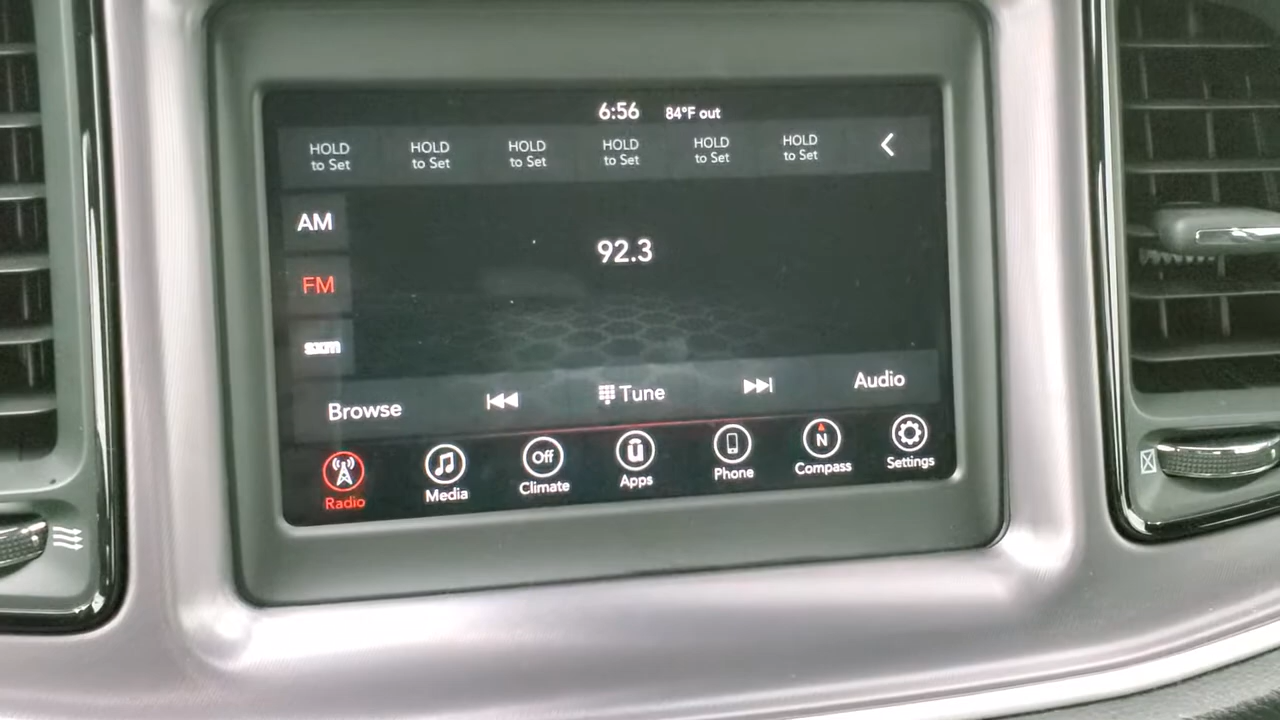 6:56 84°F out
HOLD to Set
HOLD to Set
HOLD to Set
HOLD to Set
HOLD to Set
HOLD to Set
AM
92.3
FM
sxm
Browse
Tune
Audio
Radio
Media
Off
Climate
Apps
Phone
N
Compass
Settings